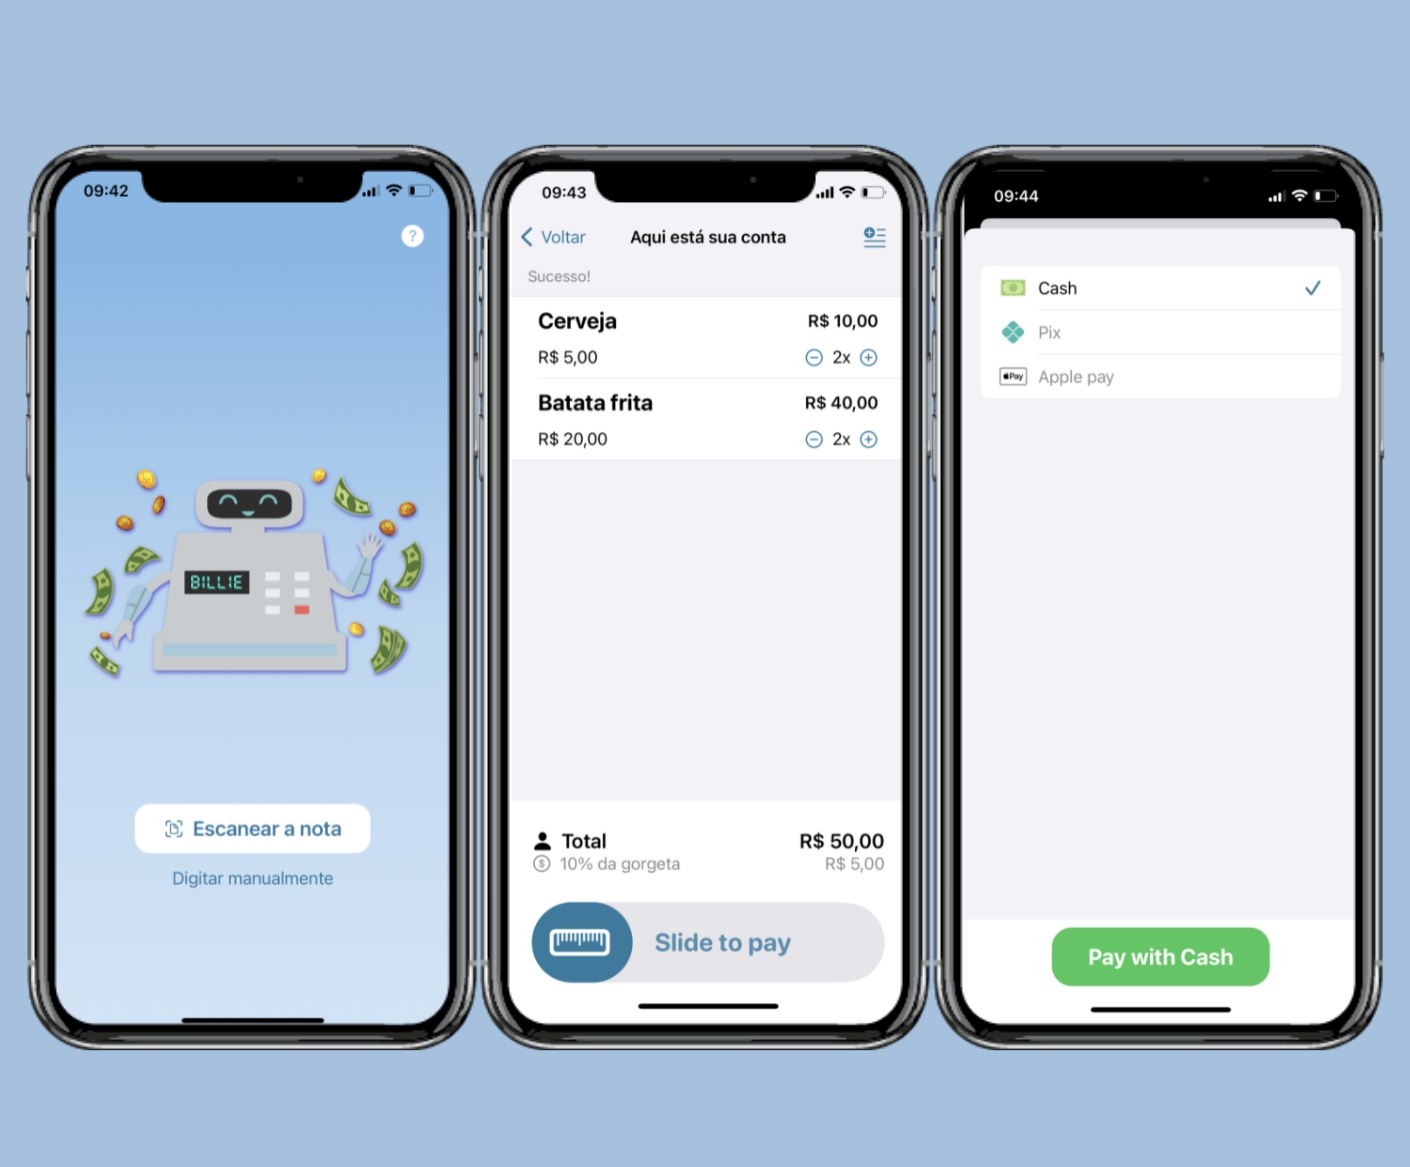 09:42
?
BILLIE
Escanear a nota
Digitar manualmente
09:43
Voltar
Aqui está sua conta
Sucesso!
Cerveja
R$ 10,00
R$ 5,00
2x
Batata frita
R$ 40,00
R$ 20,00
2x
Total
R$ 50,00
10% da gorgeta
R$ 5,00
Slide to pay
09:44
Cash
Pix
Pay
Apple pay
Pay with Cash